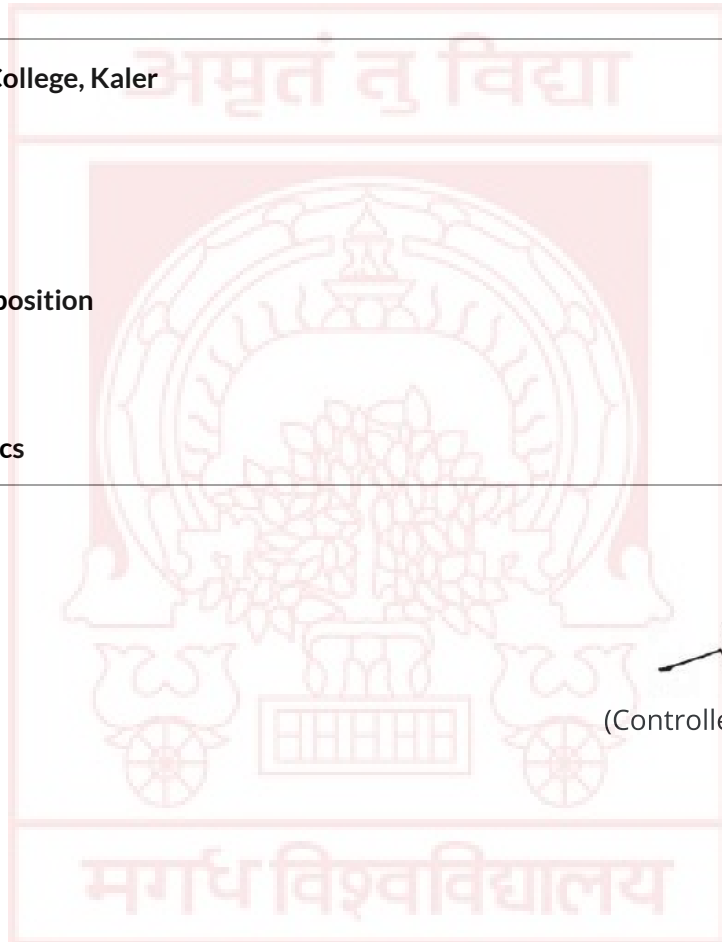 अमृतं तु विद्या
College, Kaler
position
cs
(Controlle
मगध विश्वविद्यालय